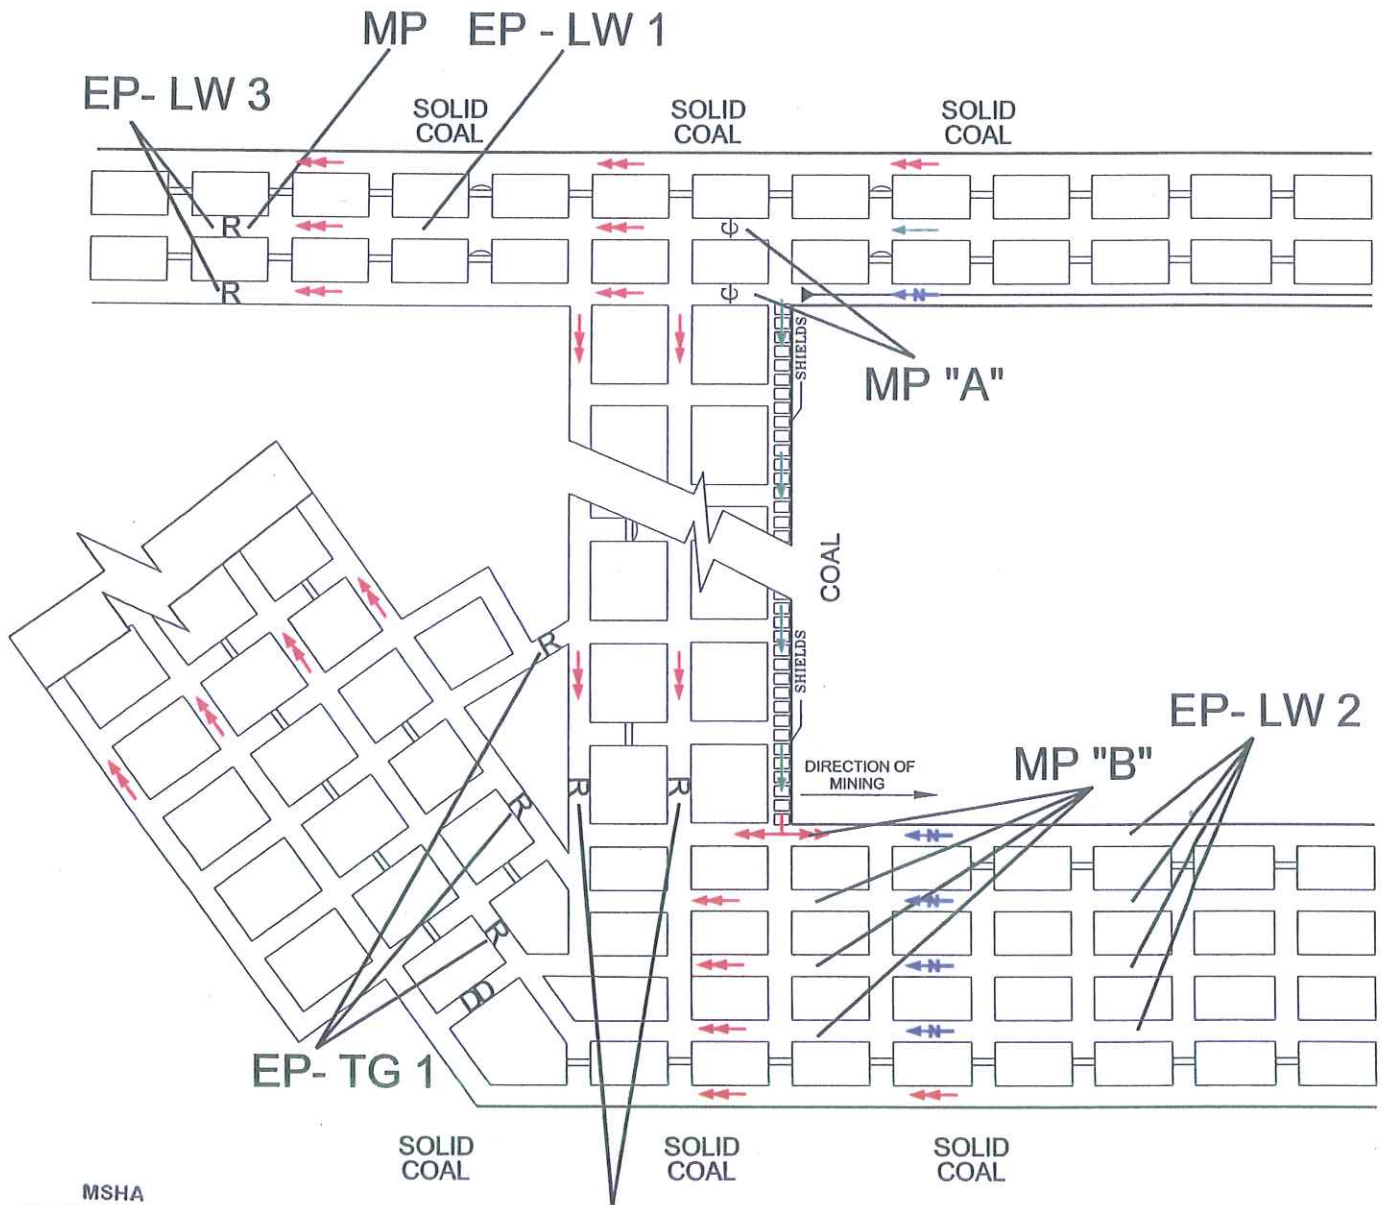 MP
EP - LW 1
EP- LW 3
SOLID
COAL
SOLID
COAL
SOLID
COAL
R
R
SHIELDS
N
MP "A"
COAL
R
SHIELDS
EP- LW 2
MP "B"
DIRECTION OF
MINING
R
R
R
N
R
N
N
DD
N
EP- TG 1
SOLID
COAL
SOLID
COAL
SOLID
COAL
MSHA